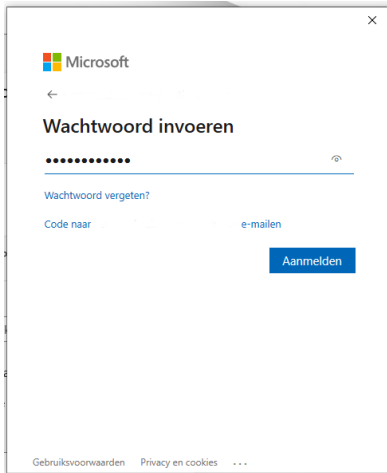 Microsoft
Wachtwoord invoeren
••••••••••••
Wachtwoord vergeten?
Code naar e-mailen
Aanmelden
Gebruiksvoorwaarden Privacy en cookies ...